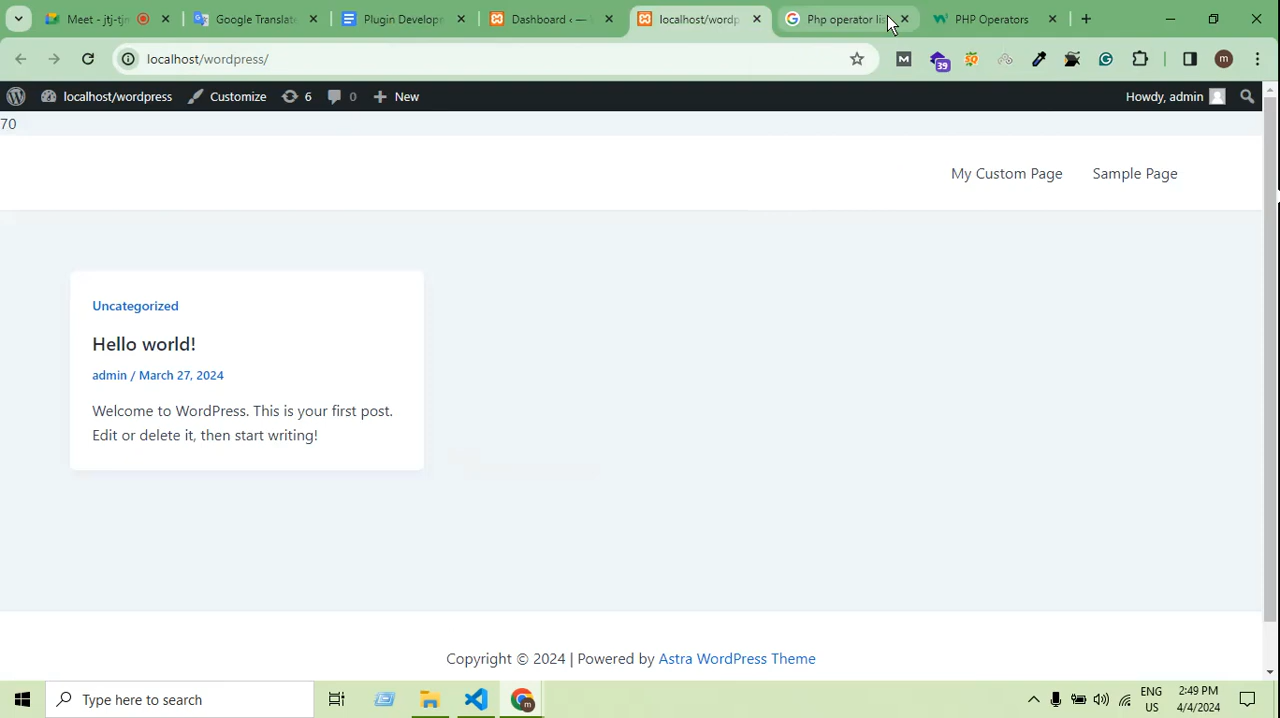 Meet - jtj-tjn
Google Translate
Plugin Develop
Dashboard ‹ —
localhost/wordp
Php operator lis
PHP Operators
localhost/wordpress/
M
39
m
localhost/wordpress
Customize
6
0
New
Howdy, admin
70
My Custom Page
Sample Page
Uncategorized
Hello world!
admin / March 27, 2024
Welcome to WordPress. This is your first post.
Edit or delete it, then start writing!
Copyright © 2024 | Powered by Astra WordPress Theme
Type here to search
ENG
US
2:49 PM
4/4/2024